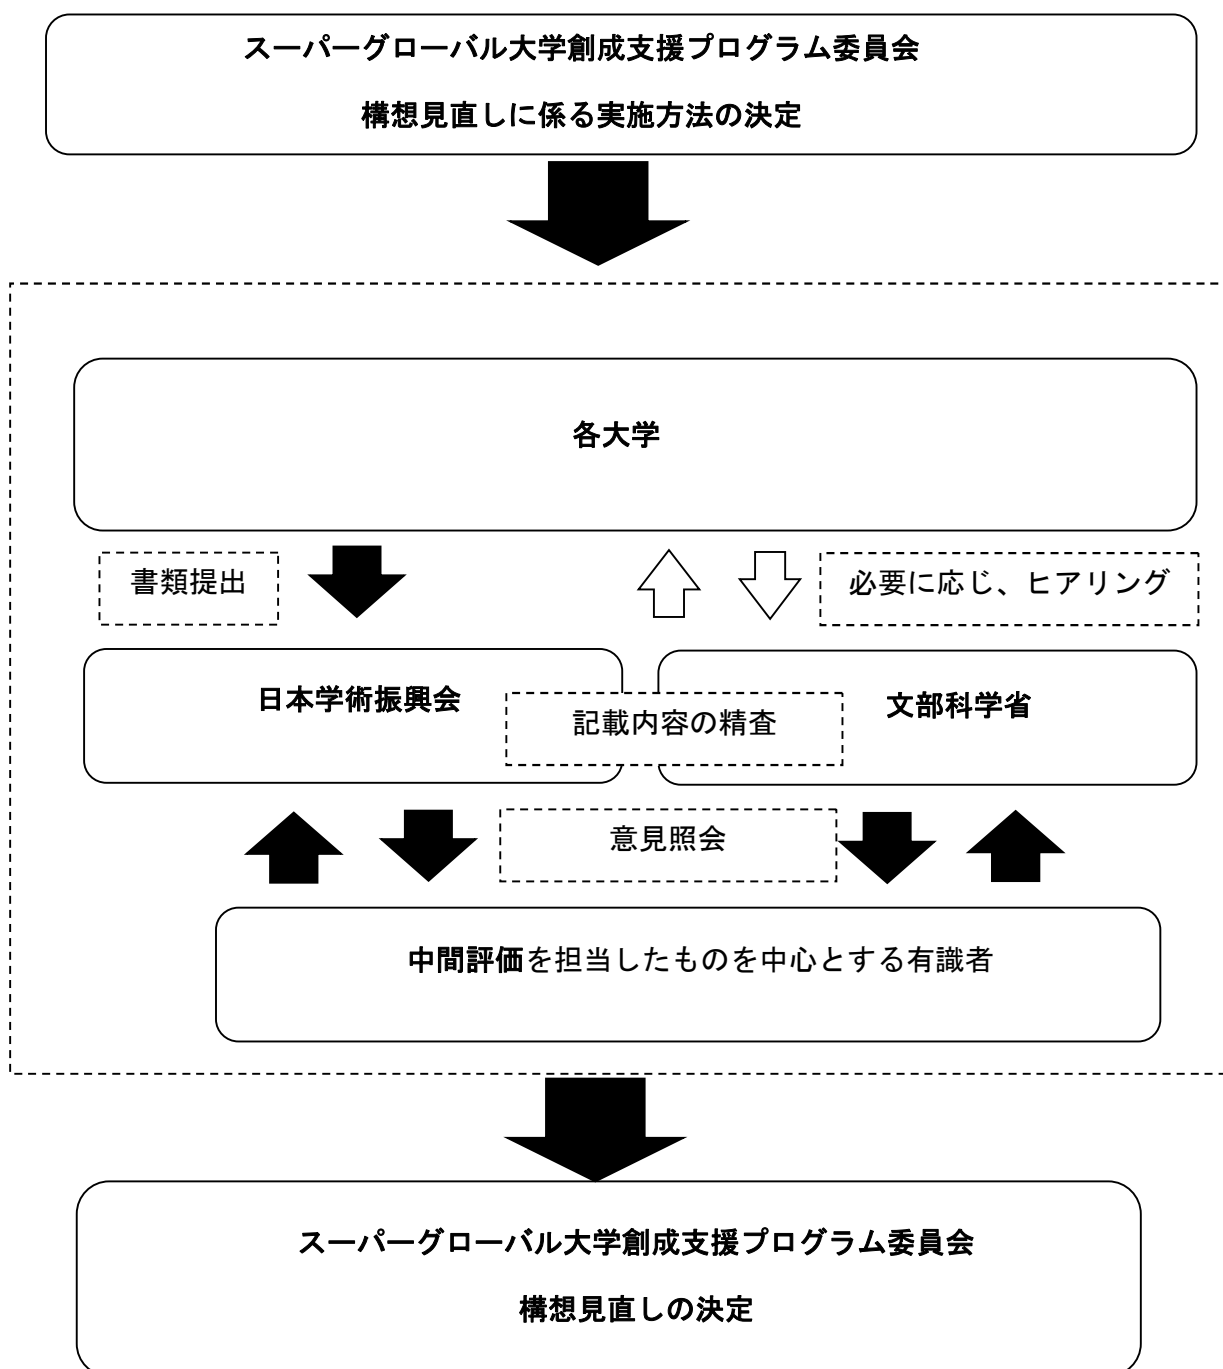 スーパーグローバル大学創成支援プログラム委員会
構想見直しに係る実施方法の決定
各大学
書類提出
必要に応じ、ヒアリング
日本学術振興会
記載内容の精査
文部科学省
意見照会
中間評価を担当したものを中心とする有識者
スーパーグローバル大学創成支援プログラム委員会
構想見直しの決定